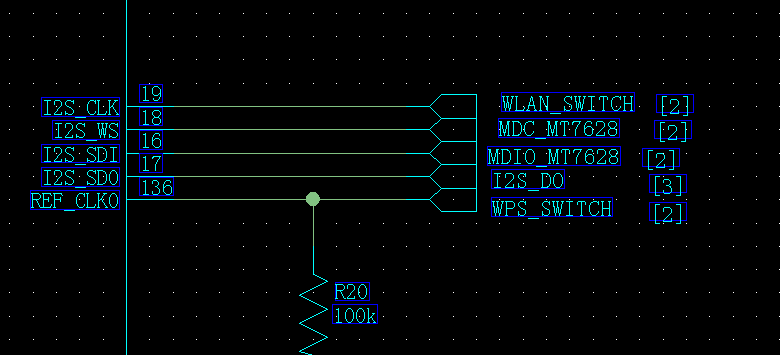 19
I2S_CLK WLAN_SWITCH [2]
18
I2S_WS MDC_MT7628 [2]
16
I2S_SDI MDIO_MT7628 [2]
17
I2S_SDO I2S_DO [3]
136
REF_CLKO WPS_SWITCH [2]
R20
100k